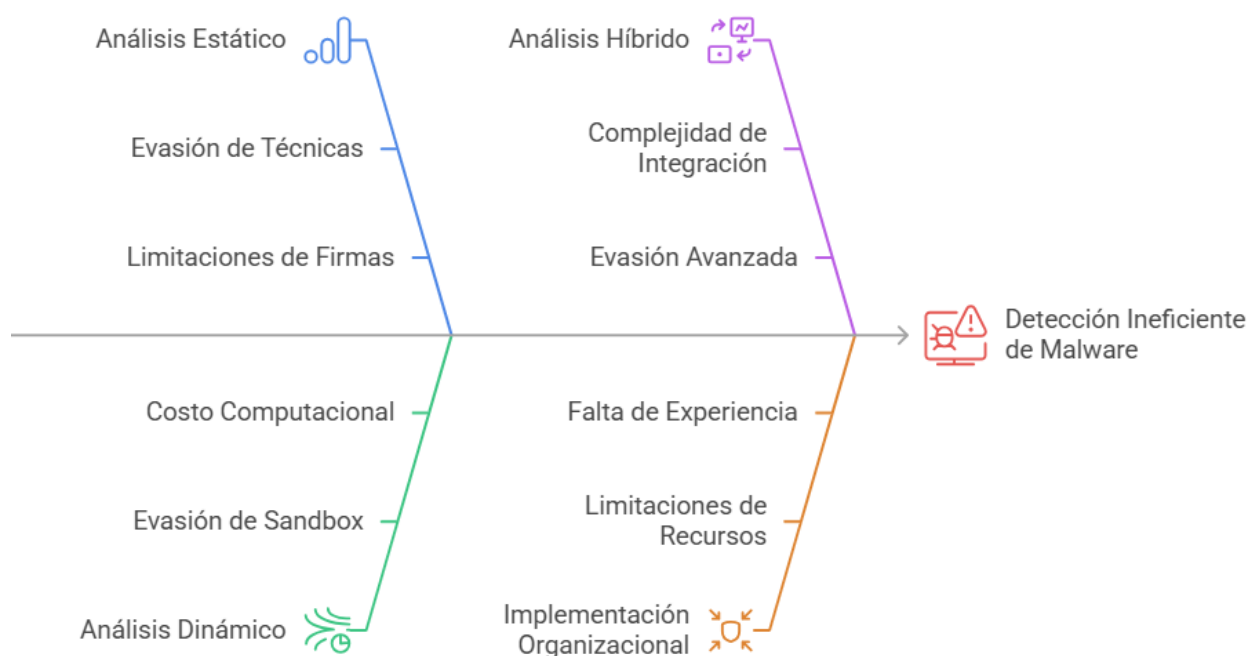 Análisis Estático
Evasión de Técnicas
Limitaciones de Firmas
Análisis Híbrido
Complejidad de
Integración
Evasión Avanzada
Detección Ineficiente
de Malware
Costo Computacional
Evasión de Sandbox
Análisis Dinámico
Falta de Experiencia
Limitaciones de
Recursos
Implementación
Organizacional